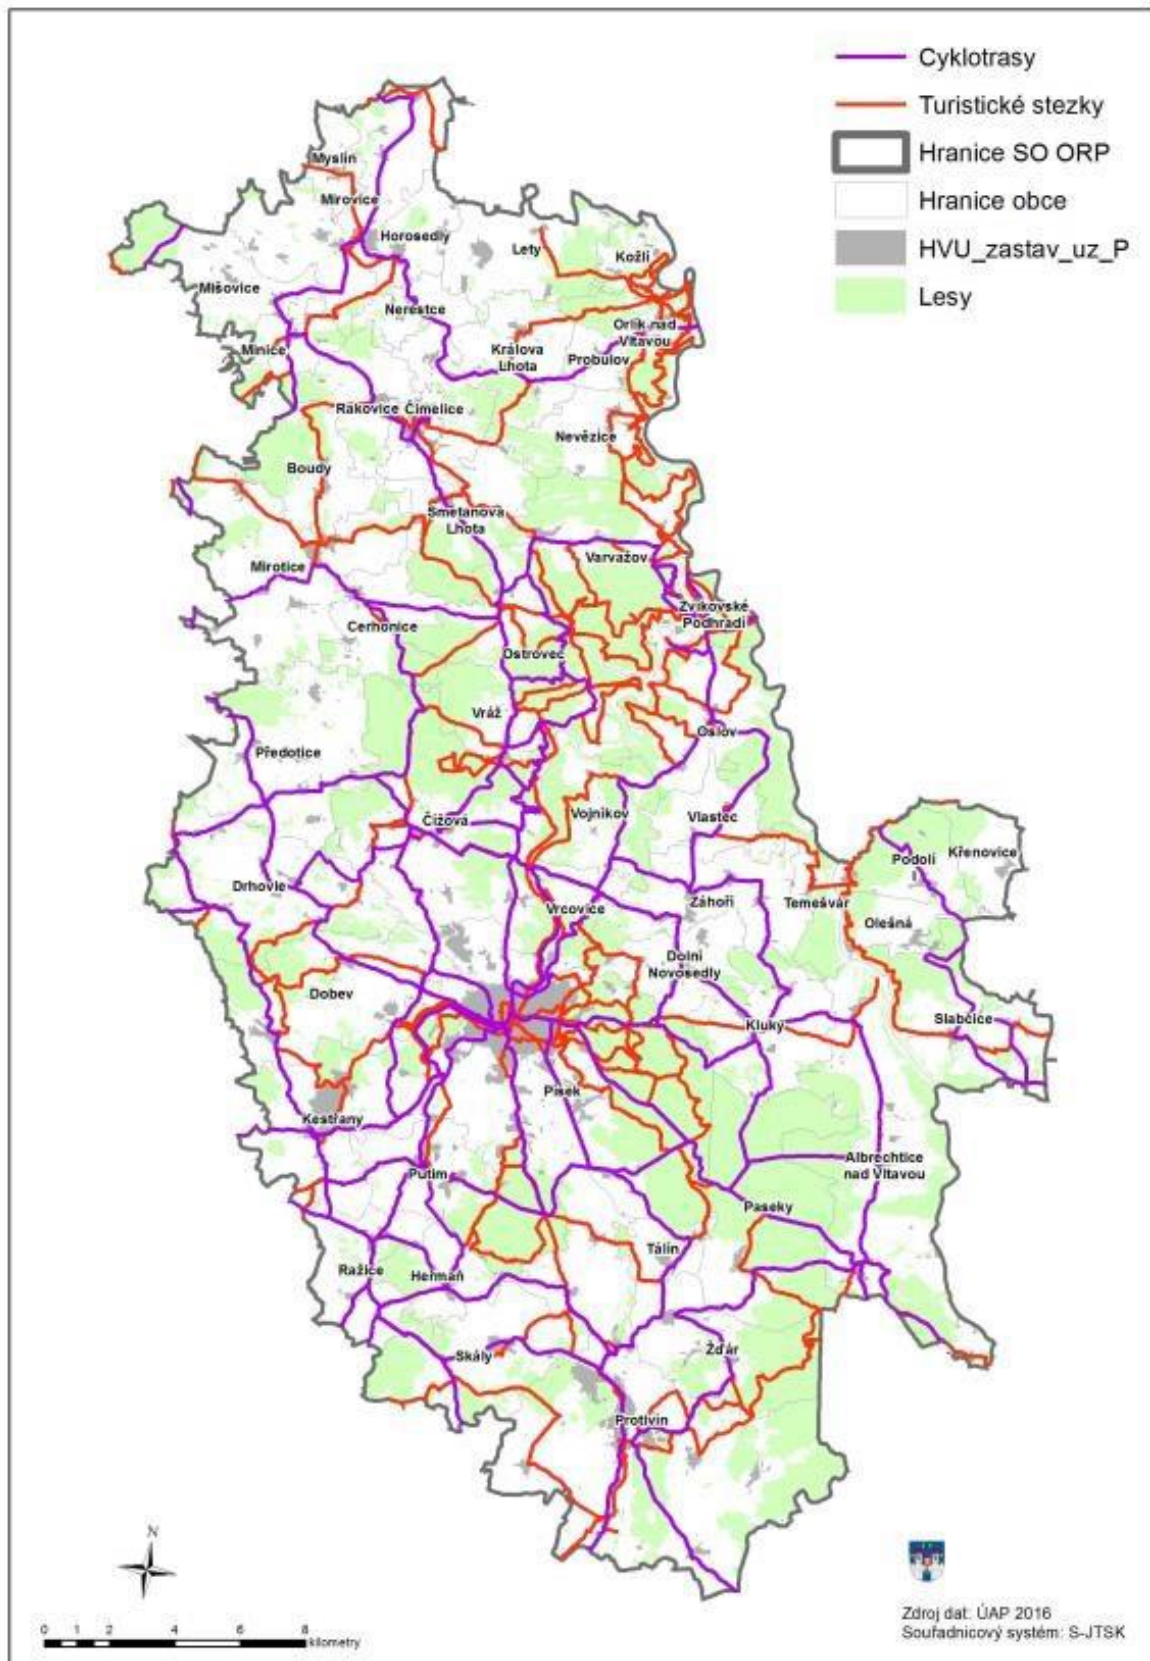 Cyklotrasy
Turistické stezky
Hranice SO ORP
Hranice obce
HVU_zastav_uz_P
Lesy
Myslín
Mirovice
Horosedly
Lety
Kožlí
Mišovice
Nerestce
Orlík nad
Vltavou
Minice
Králova
Lhota
Probulov
Rakovice
Čimelice
Nevězice
Boudy
Smetanova
Lhota
Varvažov
Mirotice
Zvíkovské
Podhradí
Cerhonice
Ostrovec
Vráž
Oslov
Předotice
Vojníkov
Vlastec
Čížová
Podolí
Křenovice
Drhovle
Záhoří
Temešvár
Vrcovice
Olešná
Dolní
Novosedly
Dobev
Kluky
Slabčice
Písek
Kestřany
Albrechtice
nad Vltavou
Putim
Paseky
Tálín
Ražice
Heřmaň
Skály
Žďár
Protivín
N
0 1 2 4 6 8
kilometry
Zdroj dat: ÚAP 2016
Souřadnicový systém: S-JTSK